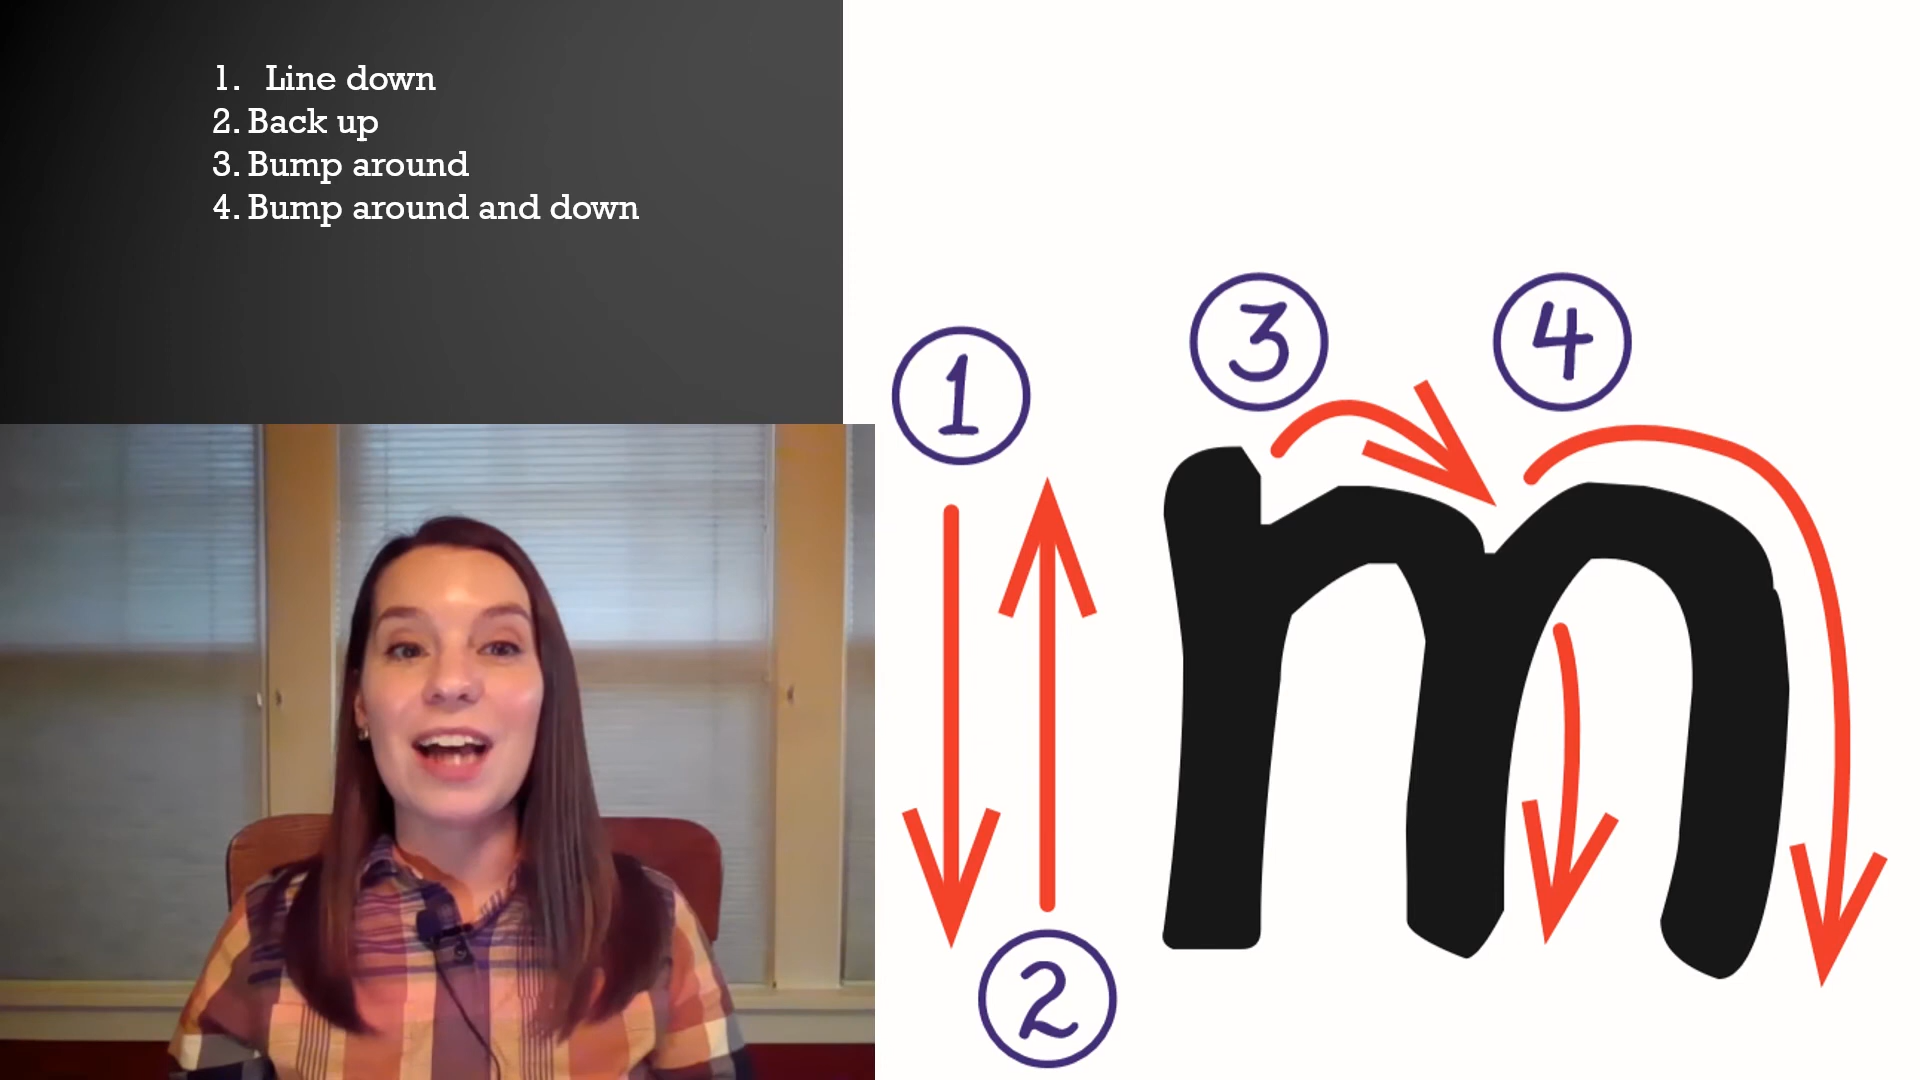 1. Line down
2. Back up
3. Bump around
4. Bump around and down
1
3
4
2
m